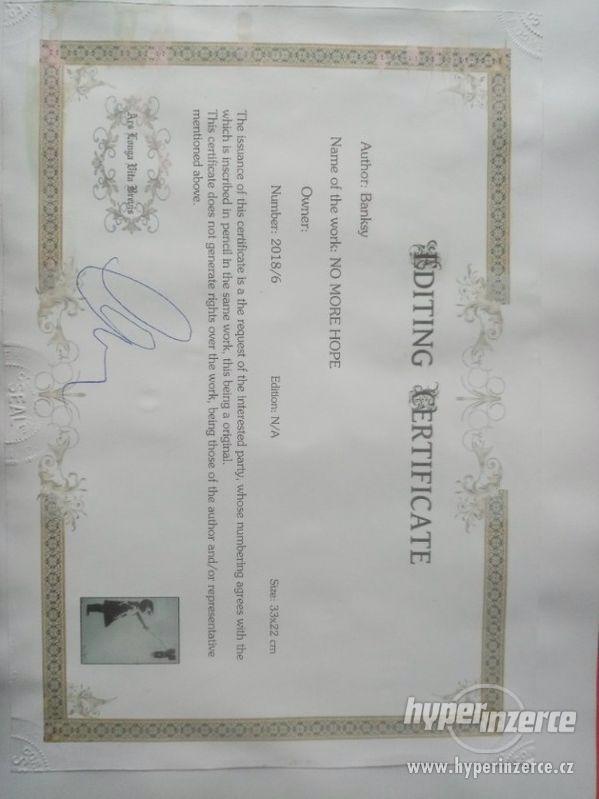 EDITING CERTIFICATE
Author: Banksy
Name of the work: NO MORE HOPE
Owner:
Number: 2018/6 Edition: N/A Size: 33x22 cm
The issuance of this certificate is a the request of the interested party, whose numbering agrees with the
which is inscribed in pencil in the same work, this being a original.
This certificate does not generate rights over the work, being those of the author and/or representative
mentioned above.
Ars Longa Vita Brevis
SEAL
hyperinzerce
www.hyperinzerce.cz